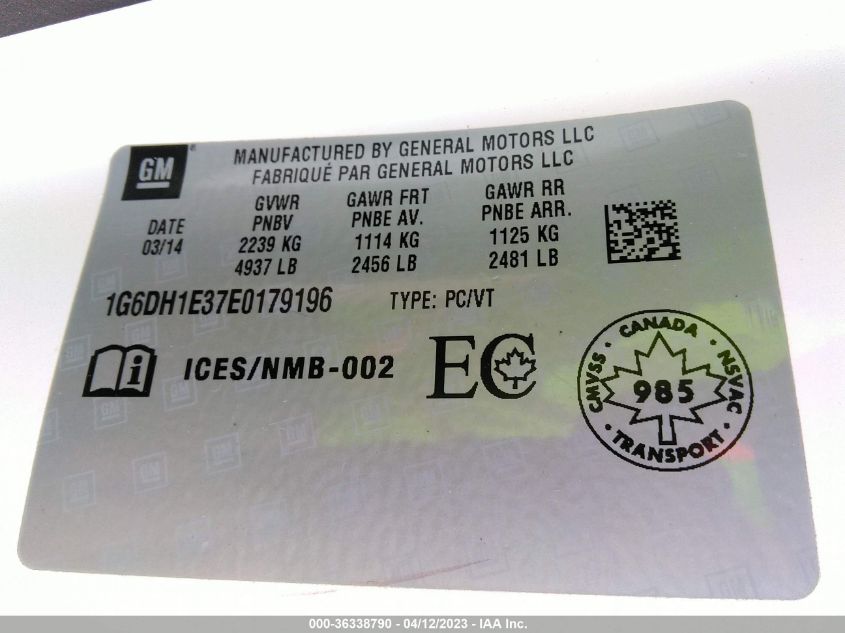 GM
MANUFACTURED BY GENERAL MOTORS LLC
FABRIQUÉ PAR GENERAL MOTORS LLC
DATE
03/14
GVWR
PNBV
2239 KG
4937 LB
GAWR FRT
PNBE AV.
1114 KG
2456 LB
GAWR RR
PNBE ARR.
1125 KG
2481 LB
1G6DH1E37E0179196 TYPE: PC/VT
i ICES/NMB-002 EC
CMVSS · CANADA · NSVAC
985
· TRANSPORT ·
000-36338790 - 04/12/2023 - IAA Inc.